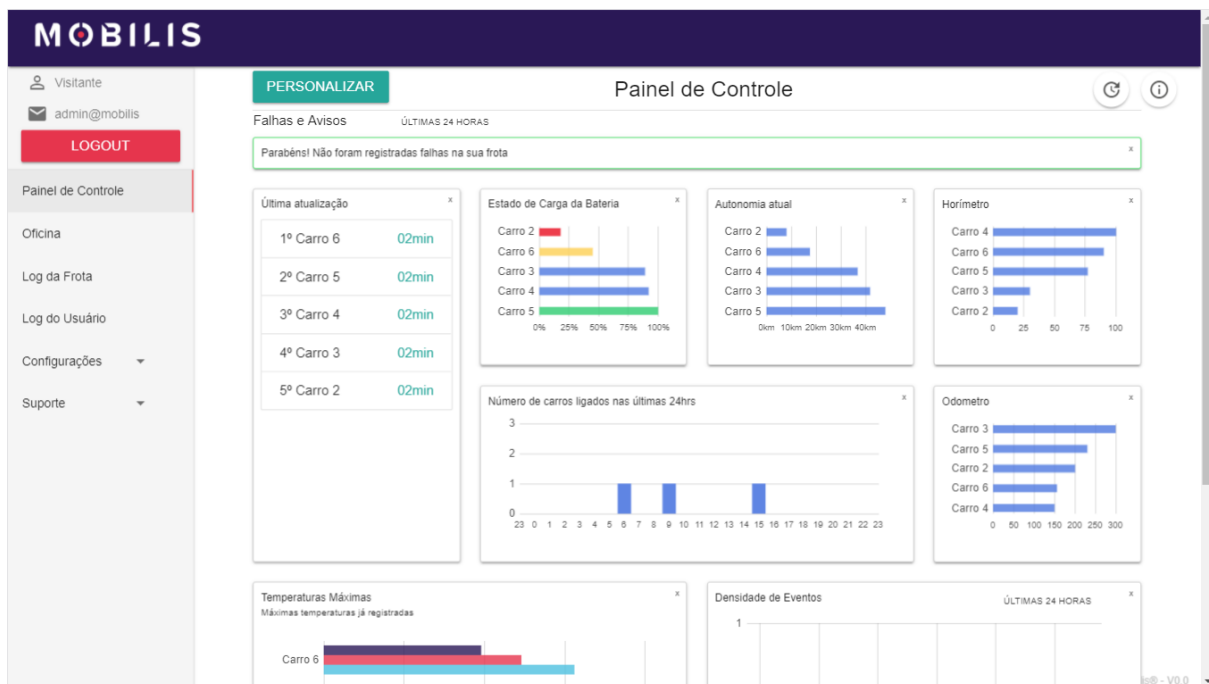 MOBILIS
Visitante
admin@mobilis
LOGOUT
Painel de Controle
Oficina
Log da Frota
Log do Usuário
Configurações
Suporte
PERSONALIZAR
Painel de Controle
Falhas e Avisos ÚLTIMAS 24 HORAS
Parabéns! Não foram registradas falhas na sua frota x
Última atualização x
1º Carro 6 02min
2º Carro 5 02min
3º Carro 4 02min
4º Carro 3 02min
5º Carro 2 02min
Estado de Carga da Bateria x
Carro 2
Carro 6
Carro 3
Carro 4
Carro 5
0% 25% 50% 75% 100%
Autonomia atual x
Carro 2
Carro 6
Carro 4
Carro 3
Carro 5
0km 10km 20km 30km 40km
Horímetro x
Carro 4
Carro 6
Carro 5
Carro 3
Carro 2
0 25 50 75 100
Número de carros ligados nas últimas 24hrs x
3
2
1
0
23 0 1 2 3 4 5 6 7 8 9 10 11 12 13 14 15 16 17 18 19 20 21 22 23
Odometro x
Carro 3
Carro 5
Carro 2
Carro 6
Carro 4
0 50 100 150 200 250 300
Temperaturas Máximas x
Máximas temperaturas já registradas
Carro 6
Densidade de Eventos ÚLTIMAS 24 HORAS x
1
is® - V0.0